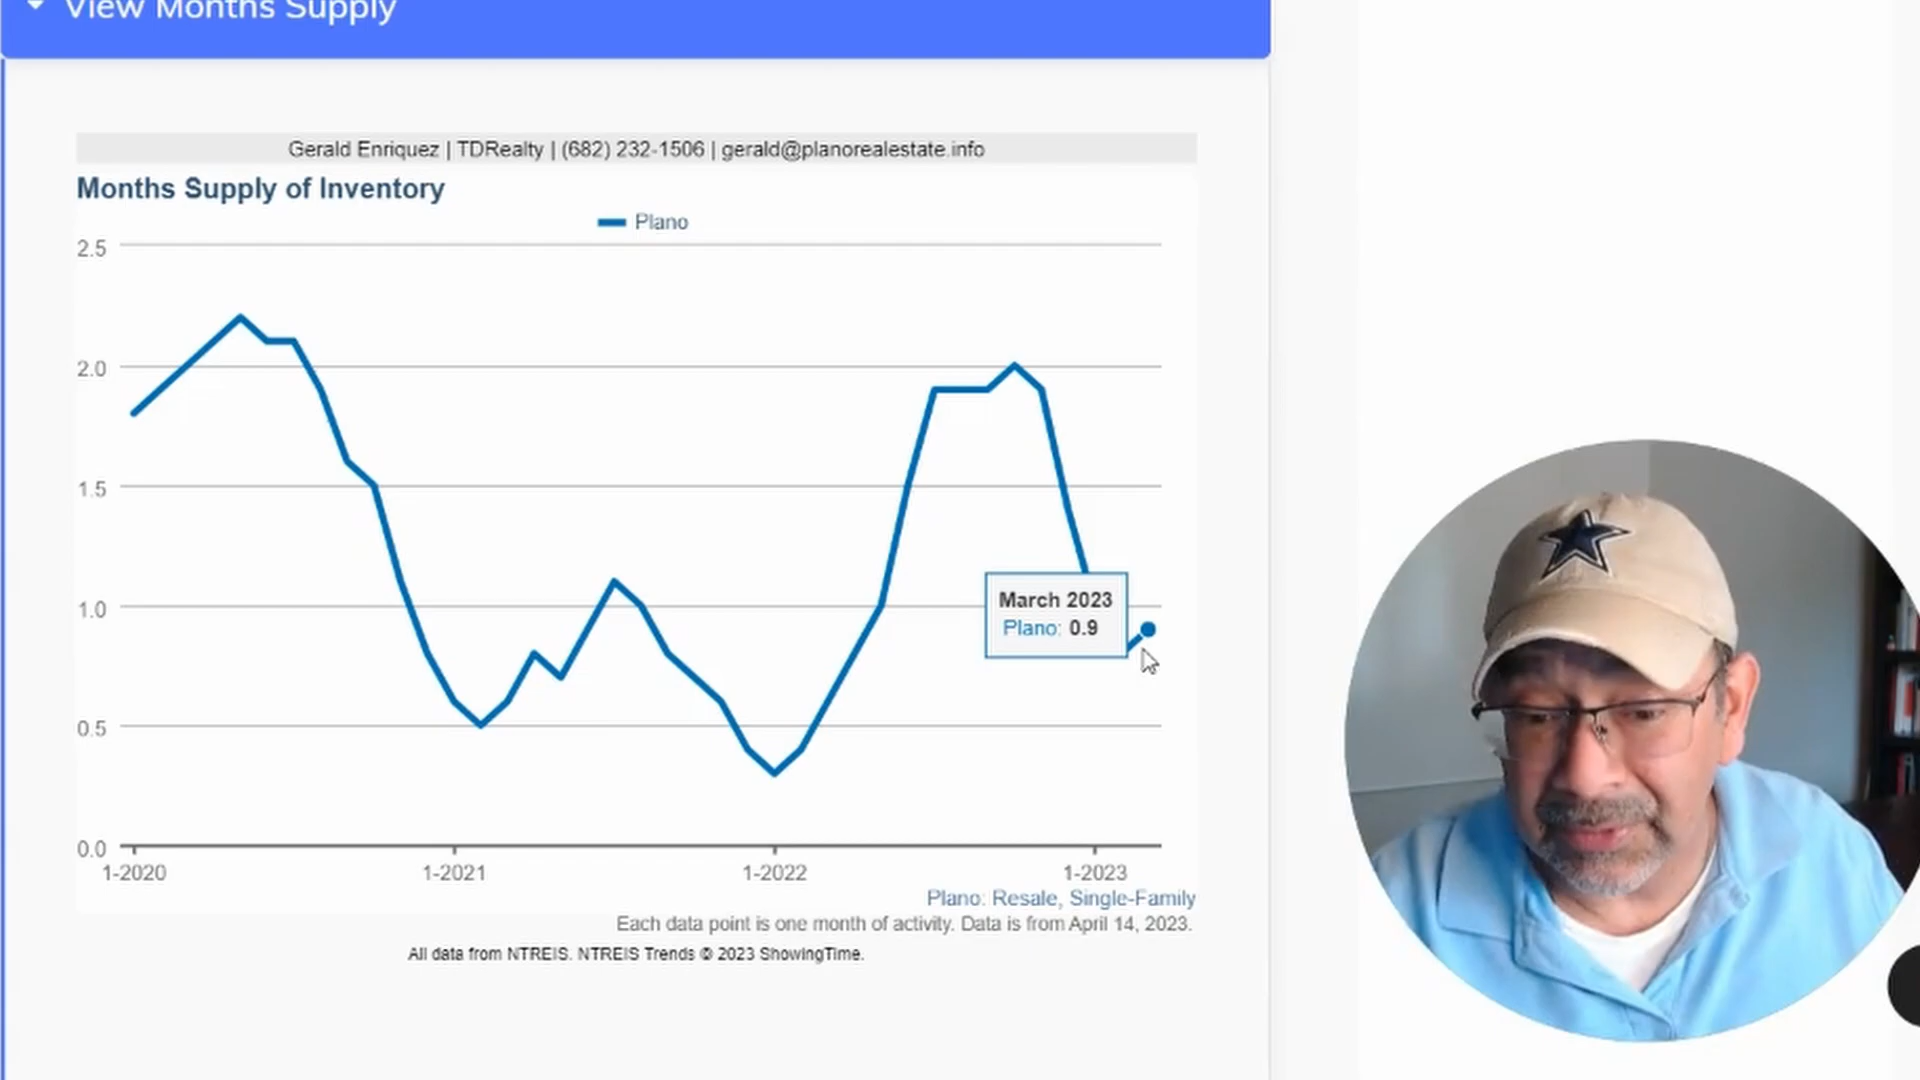 View Months Supply
Gerald Enriquez | TDRealty | (682) 232-1506 | gerald@planorealestate.info
Months Supply of Inventory
Plano
2.5
2.0
1.5
1.0
0.5
0.0
March 2023
Plano: 0.9
1-2020 1-2021 1-2022 1-2023
Plano: Resale, Single-Family
Each data point is one month of activity. Data is from April 14, 2023.
All data from NTREIS. NTREIS Trends © 2023 ShowingTime.